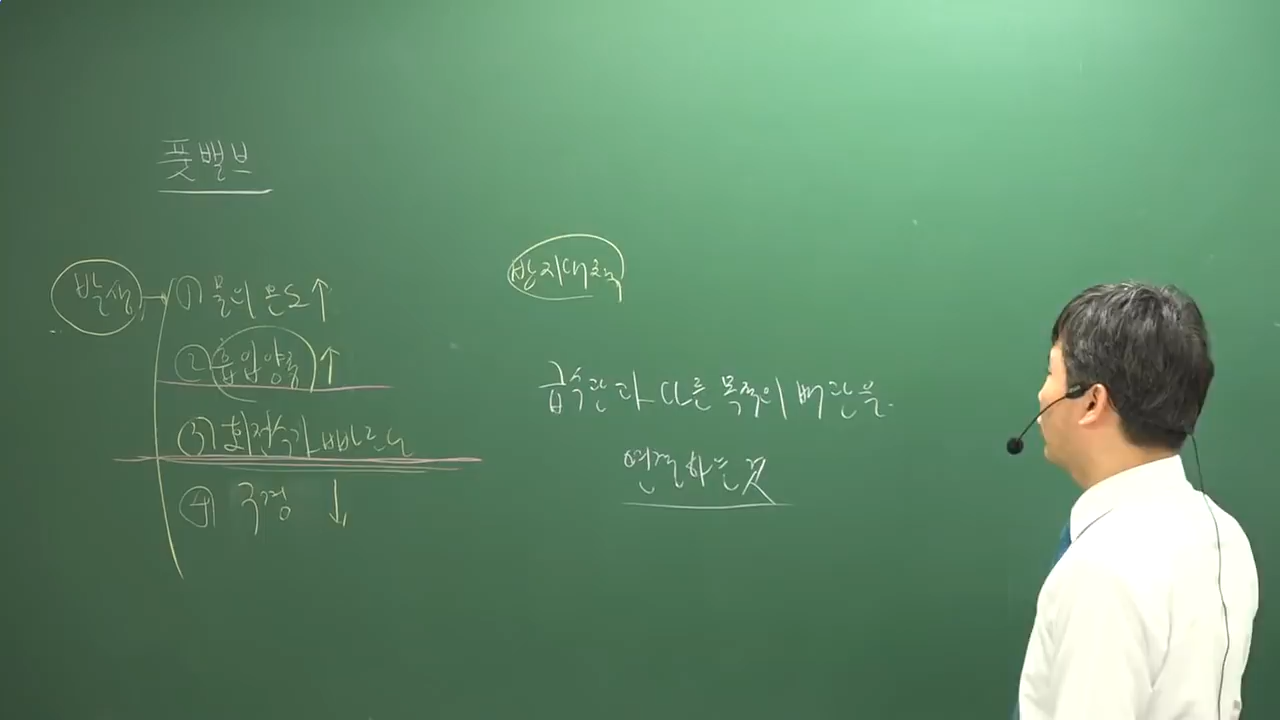 풋밸브
발생
① 물의 온도 ↑
② 흡입양정 ↑
③ 회전수가 빠르다
④ 구경 ↓
방지대책
급수관과 다른 목적의 배관을
연결하는 것